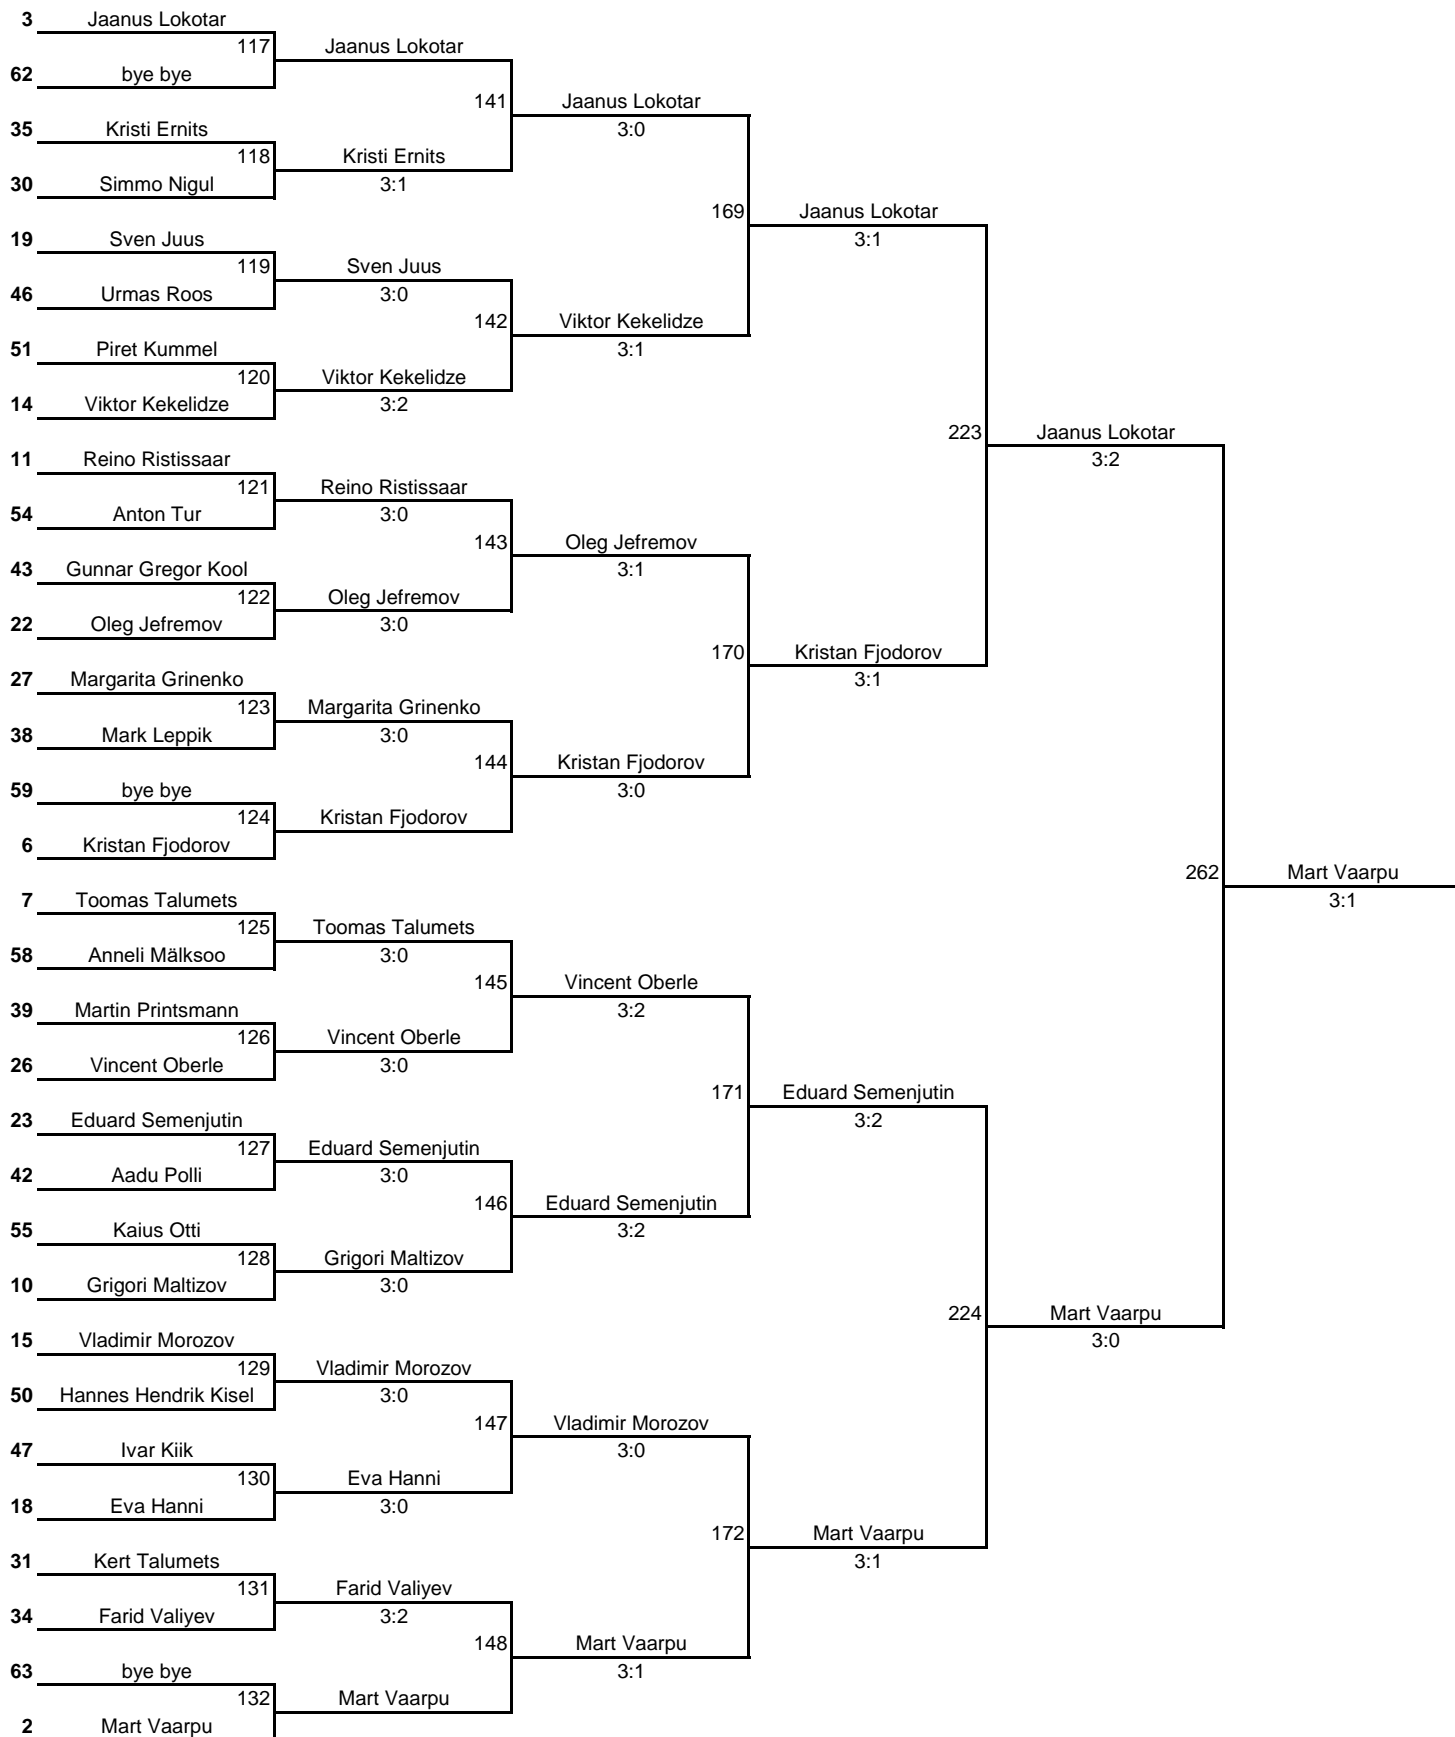 3 Jaanus Lokotar
117 Jaanus Lokotar
62 bye bye
141 Jaanus Lokotar
35 Kristi Ernits 3:0
118 Kristi Ernits
30 Simmo Nigul 3:1
169 Jaanus Lokotar
19 Sven Juus 3:1
119 Sven Juus
46 Urmas Roos 3:0
142 Viktor Kekelidze
51 Piret Kummel 3:1
120 Viktor Kekelidze
14 Viktor Kekelidze 3:2
223 Jaanus Lokotar
11 Reino Ristissaar 3:2
121 Reino Ristissaar
54 Anton Tur 3:0
143 Oleg Jefremov
43 Gunnar Gregor Kool 3:1
122 Oleg Jefremov
22 Oleg Jefremov 3:0
170 Kristan Fjodorov
27 Margarita Grinenko 3:1
123 Margarita Grinenko
38 Mark Leppik 3:0
144 Kristan Fjodorov
59 bye bye 3:0
124 Kristan Fjodorov
6 Kristan Fjodorov
262 Mart Vaarpu
7 Toomas Talumets 3:1
125 Toomas Talumets
58 Anneli Mälksoo 3:0
145 Vincent Oberle
39 Martin Printsmann 3:2
126 Vincent Oberle
26 Vincent Oberle 3:0
171 Eduard Semenjutin
23 Eduard Semenjutin 3:2
127 Eduard Semenjutin
42 Aadu Polli 3:0
146 Eduard Semenjutin
55 Kaius Otti 3:2
128 Grigori Maltizov
10 Grigori Maltizov 3:0
224 Mart Vaarpu
15 Vladimir Morozov 3:0
129 Vladimir Morozov
50 Hannes Hendrik Kisel 3:0
147 Vladimir Morozov
47 Ivar Kiik 3:0
130 Eva Hanni
18 Eva Hanni 3:0
172 Mart Vaarpu
31 Kert Talumets 3:1
131 Farid Valiyev
34 Farid Valiyev 3:2
148 Mart Vaarpu
63 bye bye 3:1
132 Mart Vaarpu
2 Mart Vaarpu